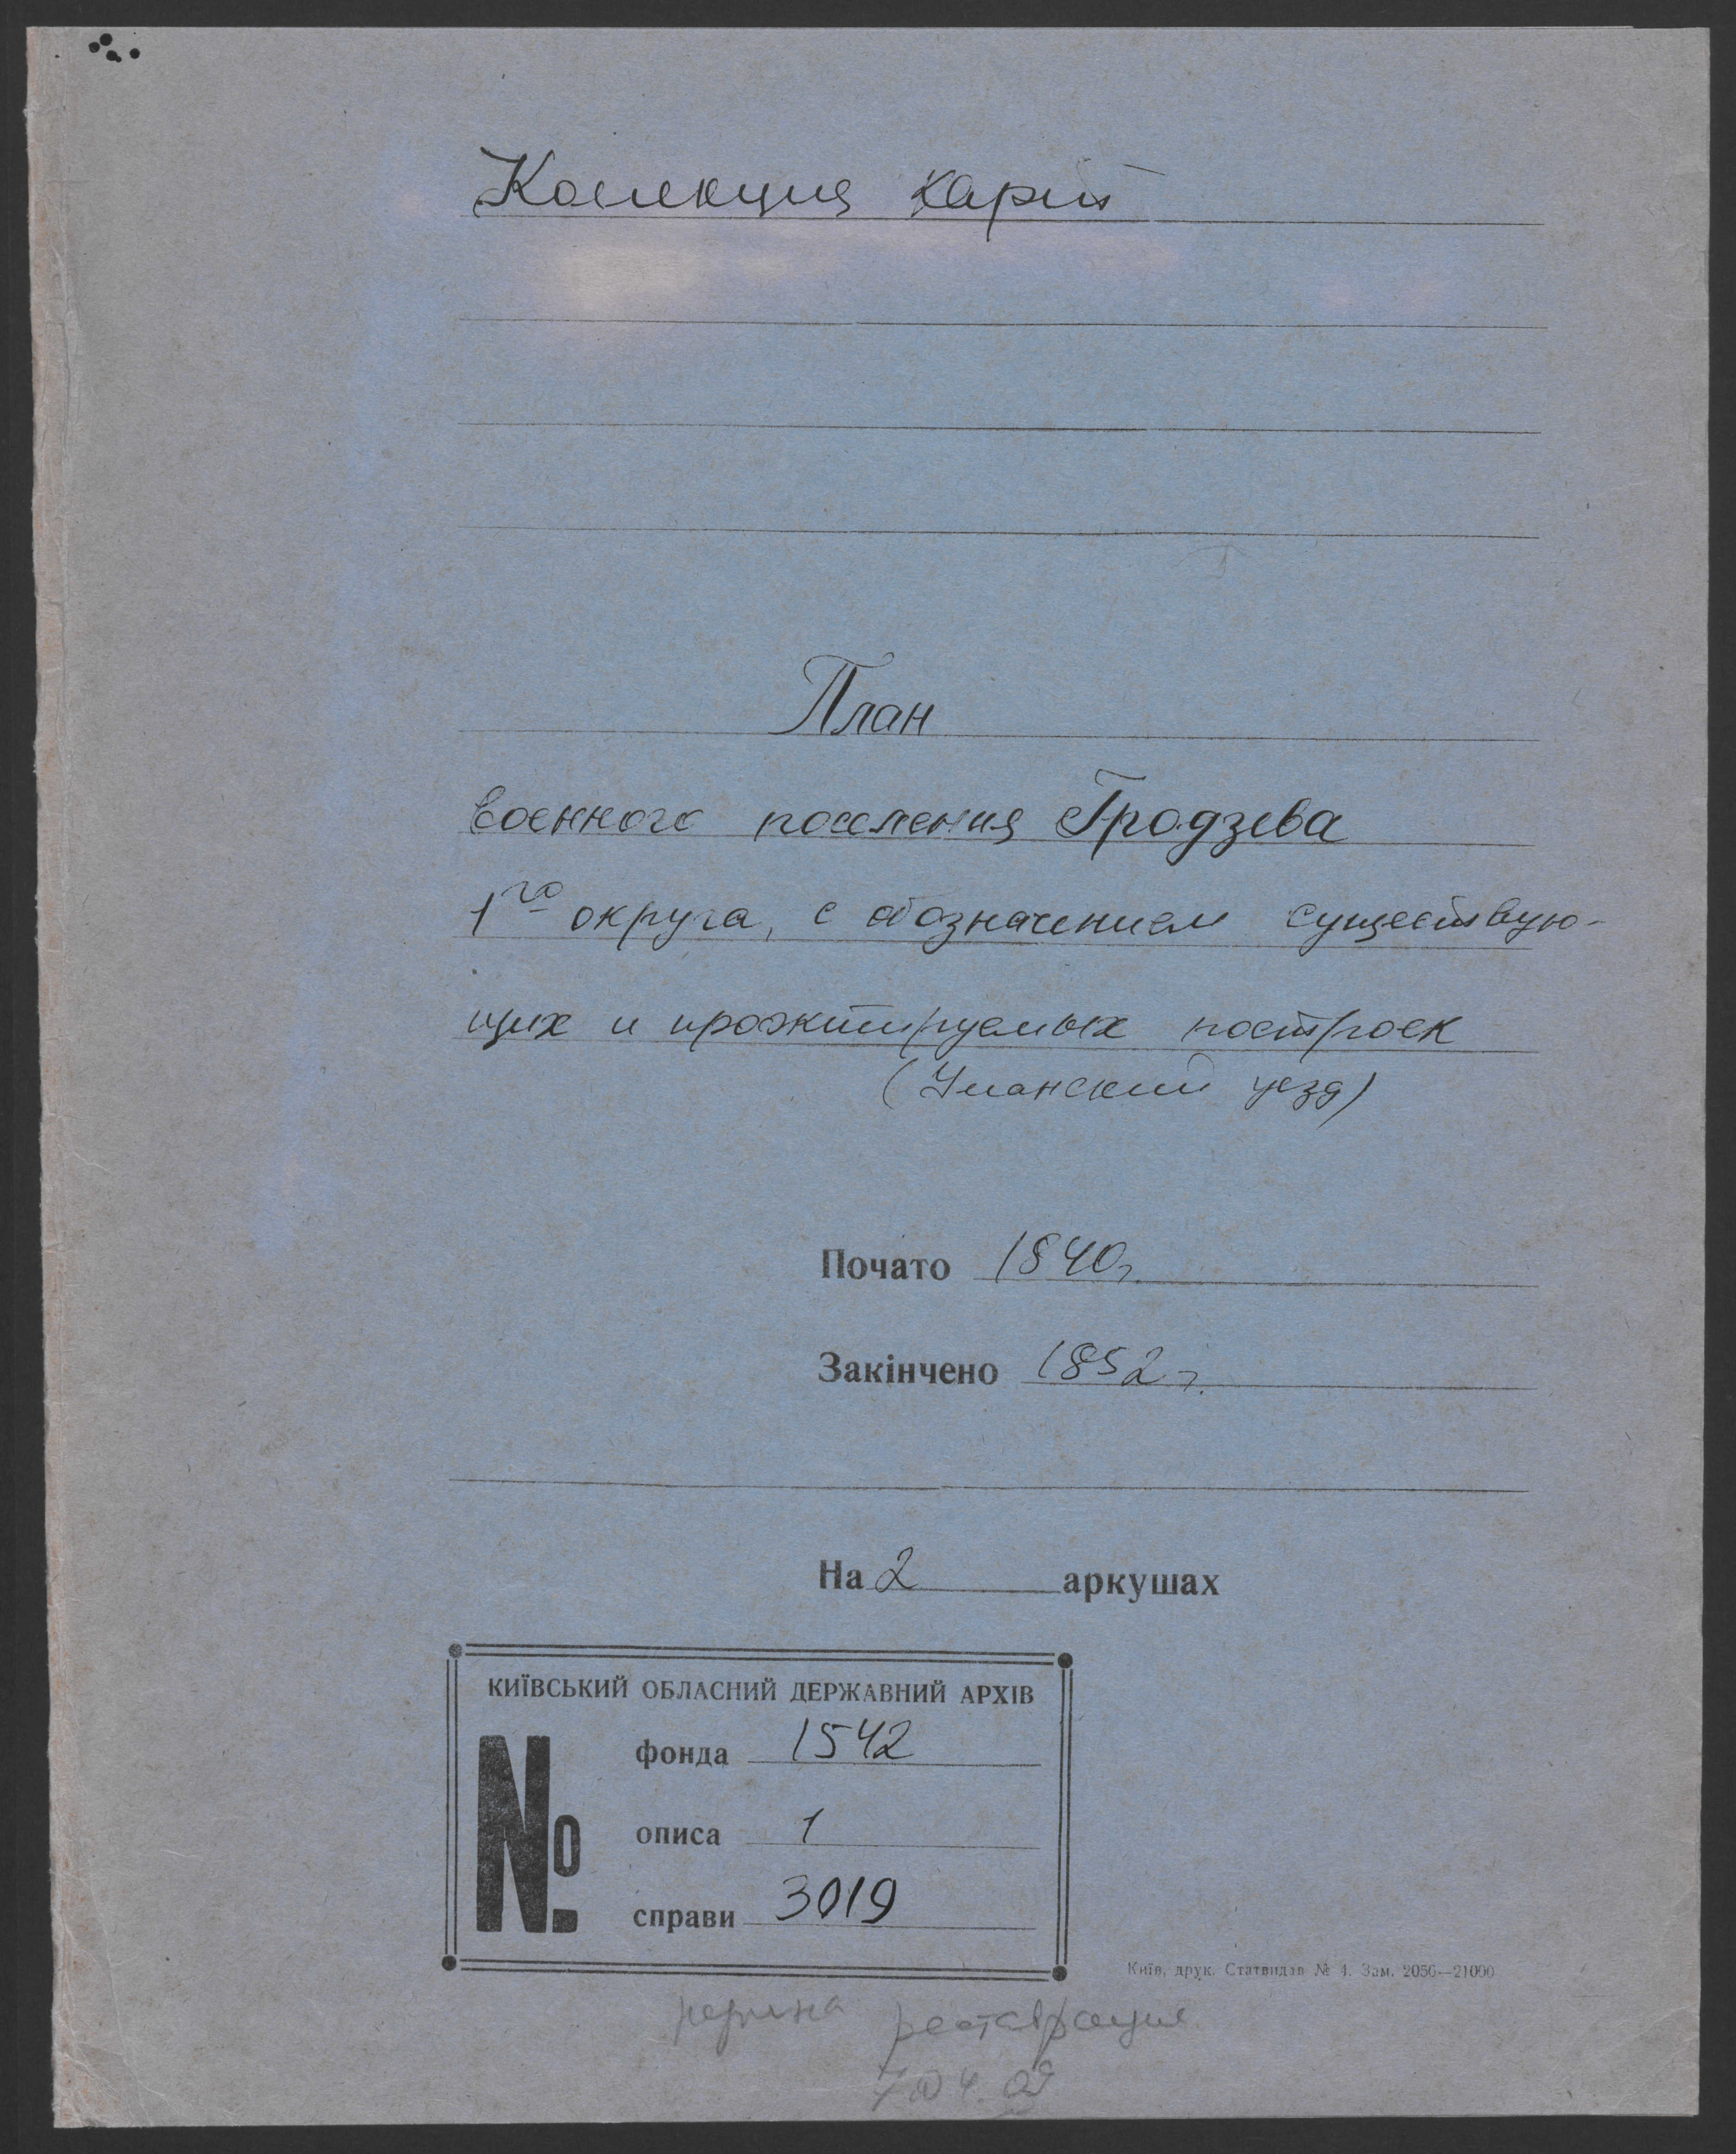 Коллекция карт
План
военного поселения Гродзева
1го округа, с обозначением существую-
щих и проэктируемых построек
(Уманский уезд)
Почато 1840г.
Закінчено 1852г.
На 2 аркушах
КИЇВСЬКИЙ ОБЛАСНИЙ ДЕРЖАВНИЙ АРХІВ
№
фонда 1542
описа 1
справи 3019
Київ, друк. Статвидав № 4. Зам. 2056—21000
реставрация